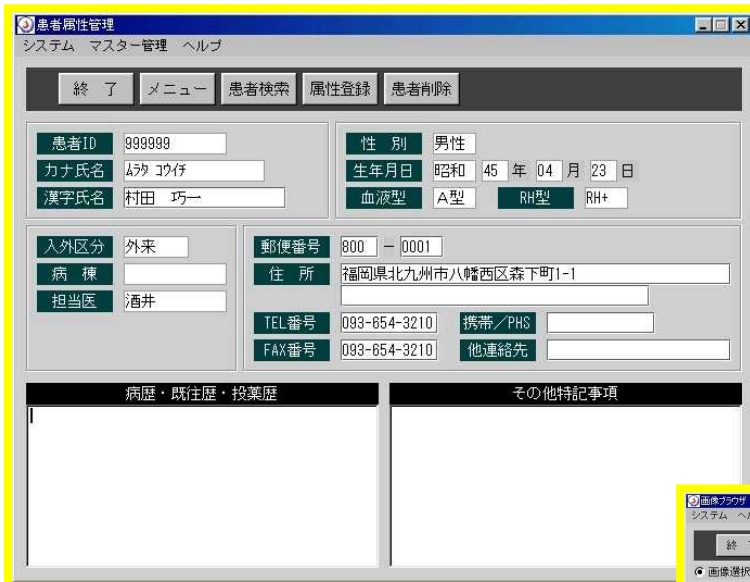 患者属性管理
システム マスター管理 ヘルプ
終 了 メニュー 患者検索 属性登録 患者削除
患者ID 999999
カナ氏名 ムラタ コウイチ
漢字氏名 村田 巧一
性 別 男性
生年月日 昭和 45 年 04 月 23 日
血液型 A型 RH型 RH+
入外区分 外来
病 棟
担当医 酒井
郵便番号 800 - 0001
住 所 福岡県北九州市八幡西区森下町1-1
TEL番号 093-654-3210 携帯/PHS
FAX番号 093-654-3210 他連絡先
病歴・既往歴・投薬歴 その他特記事項
画像ブラウザ
システム
終
画像選択